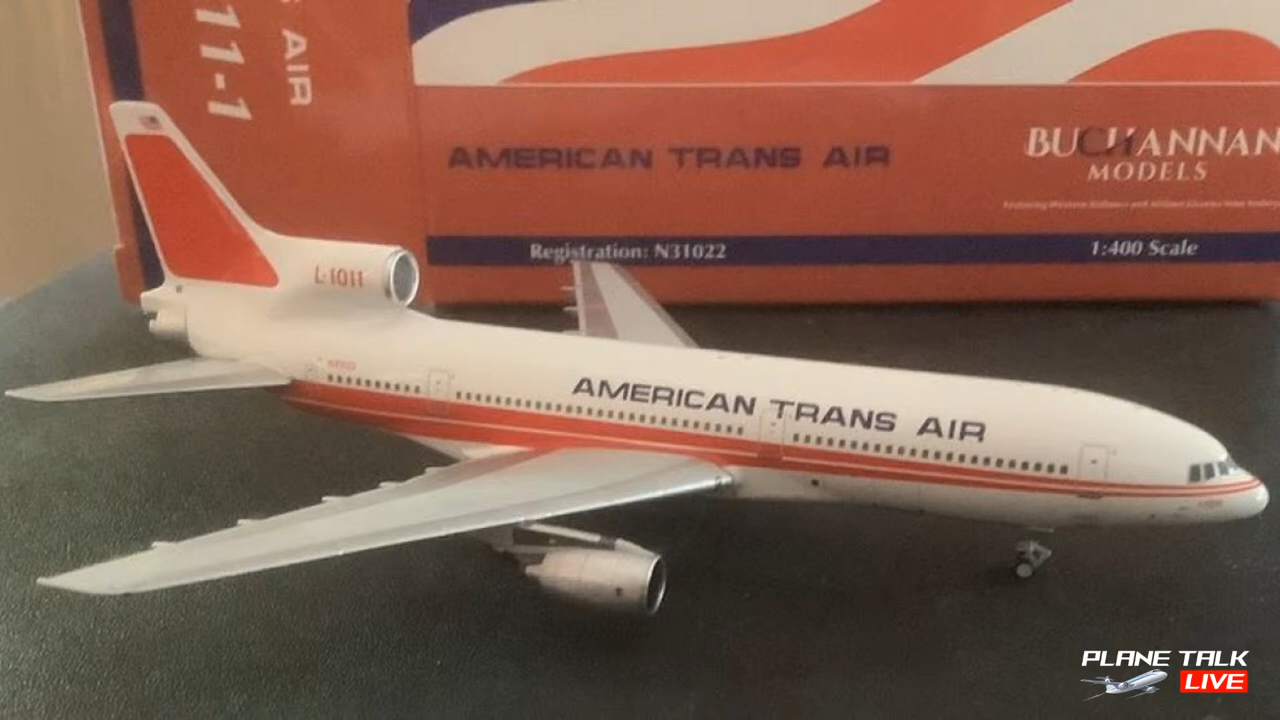 S AIR
11-1
AMERICAN TRANS AIR
BUCHANNAN
MODELS
Registration: N31022
1:400 Scale
L-1011
AMERICAN TRANS AIR
PLANE TALK
LIVE